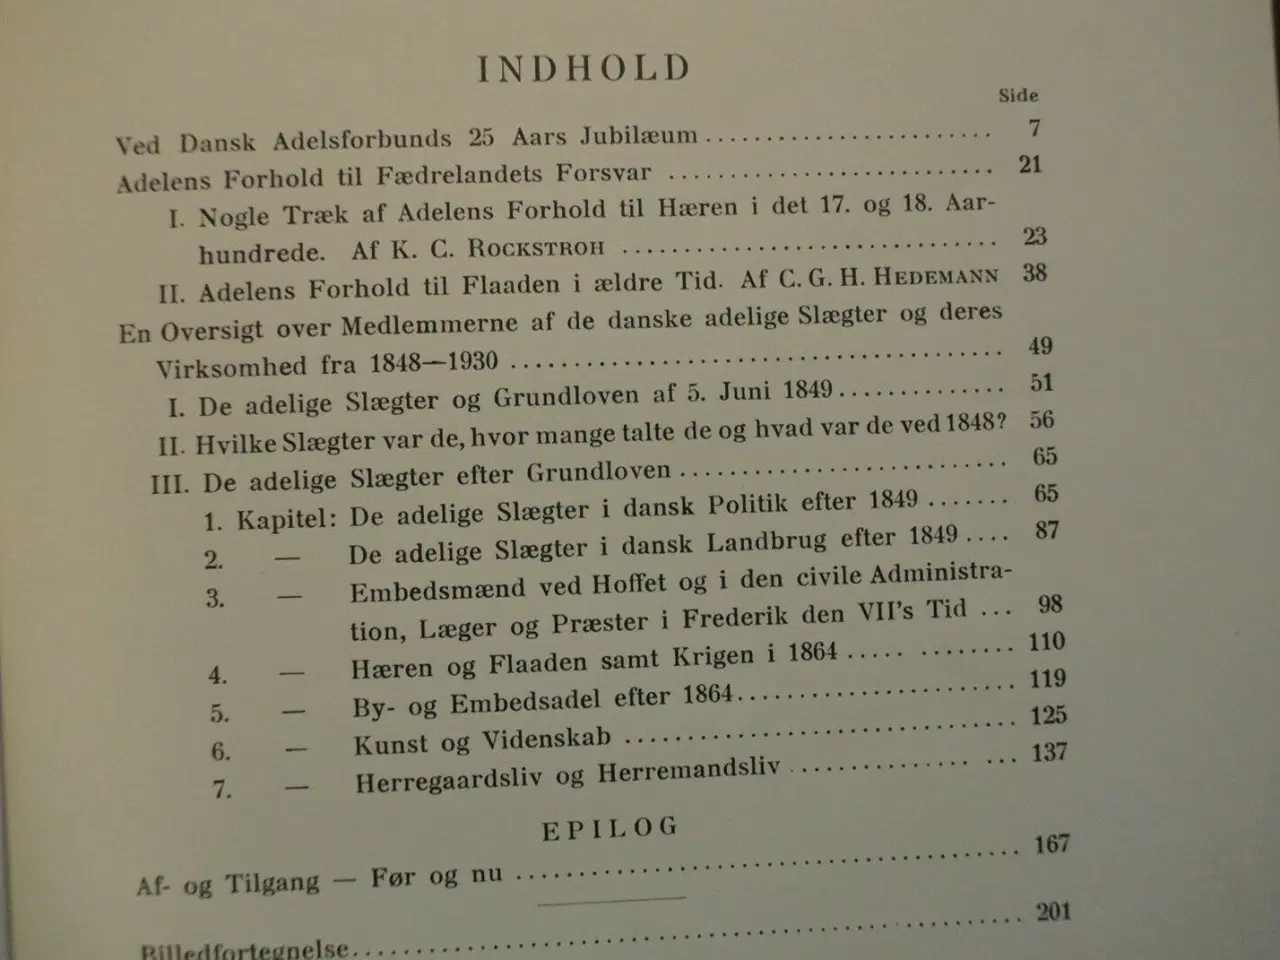 INDHOLD
Side
Ved Dansk Adelsforbunds 25 Aars Jubilæum ........................ 7
Adelens Forhold til Fædrelandets Forsvar ........................... 21
I. Nogle Træk af Adelens Forhold til Hæren i det 17. og 18. Aar-
hundrede. Af K. C. ROCKSTROH ................................ 23
II. Adelens Forhold til Flaaden i ældre Tid. Af C. G. H. HEDEMANN 38
En Oversigt over Medlemmerne af de danske adelige Slægter og deres
Virksomhed fra 1848—1930 .......................................... 49
I. De adelige Slægter og Grundloven af 5. Juni 1849 .............. 51
II. Hvilke Slægter var de, hvor mange talte de og hvad var de ved 1848? 56
III. De adelige Slægter efter Grundloven ............................ 65
1. Kapitel: De adelige Slægter i dansk Politik efter 1849 ....... 65
2. — De adelige Slægter i dansk Landbrug efter 1849 .... 87
3. — Embedsmænd ved Hoffet og i den civile Administra-
tion, Læger og Præster i Frederik den VII's Tid ... 98
4. — Hæren og Flaaden samt Krigen i 1864 ..... ........ 110
5. — By- og Embedsadel efter 1864 ........................ 119
6. — Kunst og Videnskab ................................. 125
7. — Herregaardsliv og Herremandsliv ............... ... 137
EPILOG
Af- og Tilgang — Før og nu ........................................... 167
Billedfortegnelse ........................................................ 201